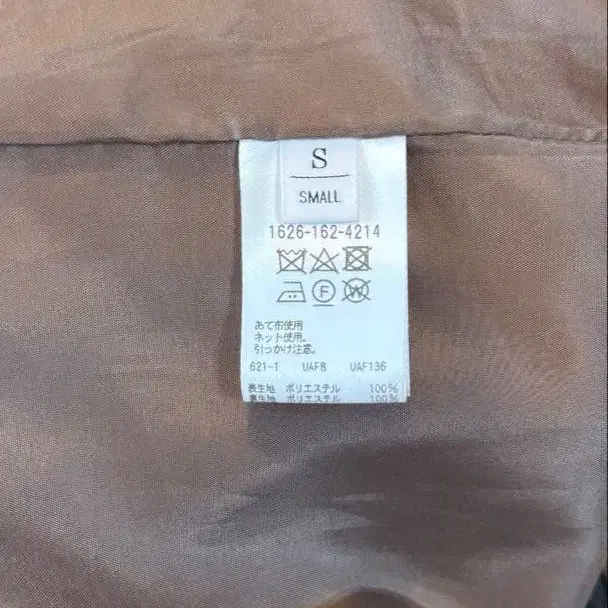 S
SMALL
1626-162-4214
あて布使用
ネット使用。
引っかけ注意。
621-1 UAF8 UAF136
表生地 ポリエステル 100%
裏生地 ポリエステル 100%